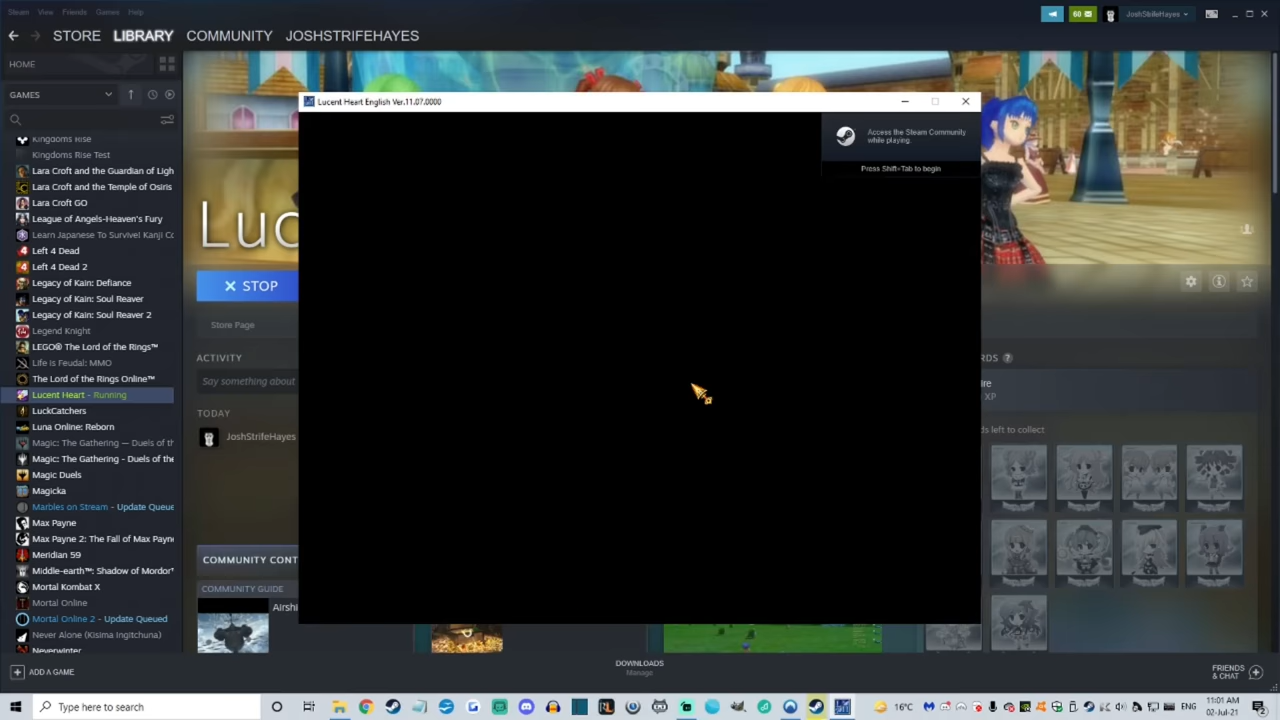 Steam View Friends Games Help
60 JoshStrifeHayes
STORE LIBRARY COMMUNITY JOSHSTRIFEHAYES
HOME
GAMES
Kingdoms Rise
Kingdoms Rise Test
Lara Croft and the Guardian of Ligh
Lara Croft and the Temple of Osiris
Lara Croft GO
League of Angels-Heaven's Fury
Learn Japanese To Survive! Kanji Co
Left 4 Dead
Left 4 Dead 2
Legacy of Kain: Defiance
Legacy of Kain: Soul Reaver
Legacy of Kain: Soul Reaver 2
Legend Knight
LEGO® The Lord of the Rings™
Life is Feudal: MMO
The Lord of the Rings Online™
Lucent Heart - Running
LuckCatchers
Luna Online: Reborn
Magic: The Gathering — Duels of th
Magic: The Gathering - Duels of the
Magic Duels
Magicka
Marbles on Stream - Update Queue
Max Payne
Max Payne 2: The Fall of Max Payn
Meridian 59
Middle-earth™: Shadow of Mordor™
Mortal Kombat X
Mortal Online
Mortal Online 2 - Update Queued
Never Alone (Kisima Ingitchuna)
Neverwinter
Luc
STOP
Store Page
ACTIVITY
Say something about
TODAY
JoshStrifeHayes
COMMUNITY CONT
COMMUNITY GUIDE
Airshi
Lucent Heart English Ver.11.07.0000
Access the Steam Community
while playing.
Press Shift+Tab to begin
RDS
ire
XP
ds left to collect
ADD A GAME
DOWNLOADS
Manage
FRIENDS
& CHAT
Type here to search
16°C
ENG
11:01 AM
02-Jul-21